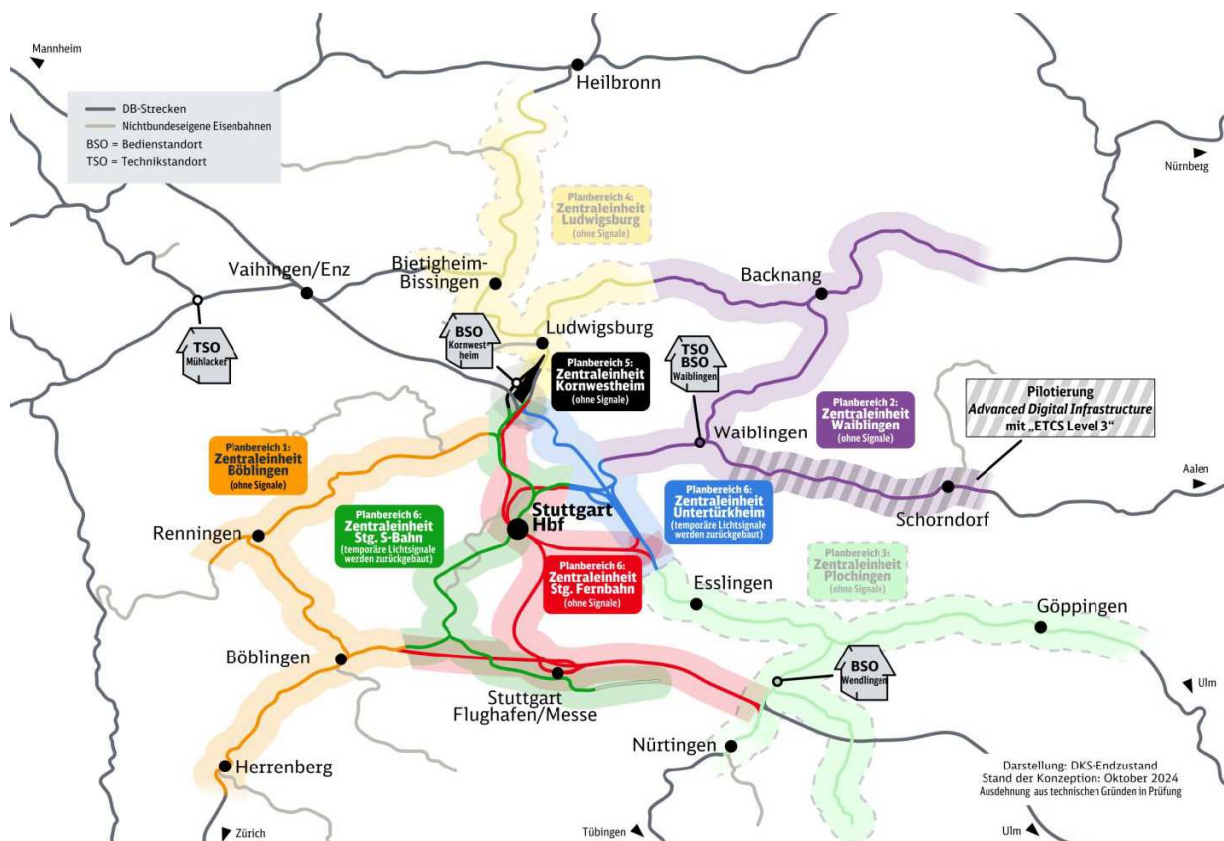 Mannheim
Heilbronn
DB-Strecken
Nichtbundeseigene Eisenbahnen
BSO = Bedienstandort
TSO = Technikstandort
Nürnberg
Planbereich 4:
Zentraleinheit
Ludwigsburg
(ohne Signale)
Vaihingen/Enz
Bietigheim-
Bissingen
Backnang
TSO
Mühlacker
BSO
Kornwest-
heim
Ludwigsburg
Planbereich 5:
Zentraleinheit
Kornwestheim
(ohne Signale)
TSO
BSO
Waiblingen
Planbereich 2:
Zentraleinheit
Waiblingen
(ohne Signale)
Pilotierung
Advanced Digital Infrastructure
mit „ETCS Level 3“
Waiblingen
Planbereich 1:
Zentraleinheit
Böblingen
(ohne Signale)
Aalen
Schorndorf
Renningen
Planbereich 6:
Zentraleinheit
Stg. S-Bahn
(temporäre Lichtsignale
werden zurückgebaut)
Stuttgart
Hbf
Planbereich 6:
Zentraleinheit
Untertürkheim
(temporäre Lichtsignale
werden zurückgebaut)
Planbereich 6:
Zentraleinheit
Stg. Fernbahn
(ohne Signale)
Esslingen
Planbereich 3:
Zentraleinheit
Plochingen
(ohne Signale)
Göppingen
Böblingen
BSO
Wendlingen
Stuttgart
Flughafen/Messe
Ulm
Nürtingen
Herrenberg
Darstellung: DKS-Endzustand
Stand der Konzeption: Oktober 2024
Ausdehnung aus technischen Gründen in Prüfung
Zürich
Tübingen
Ulm